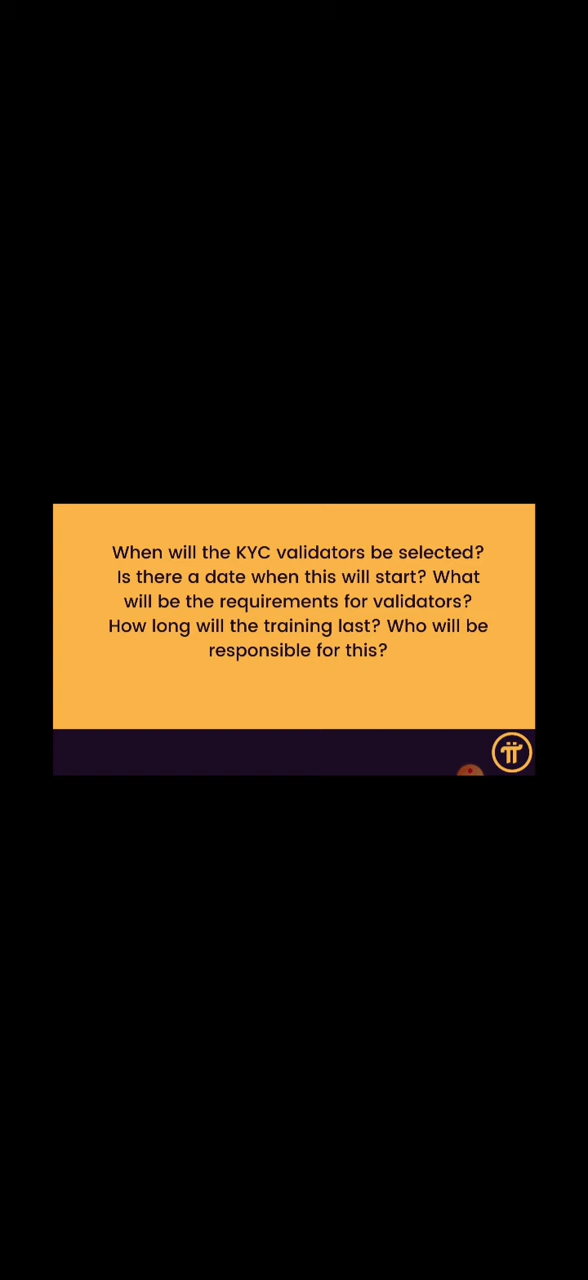 When will the KYC validators be selected?
Is there a date when this will start? What
will be the requirements for validators?
How long will the training last? Who will be
responsible for this?